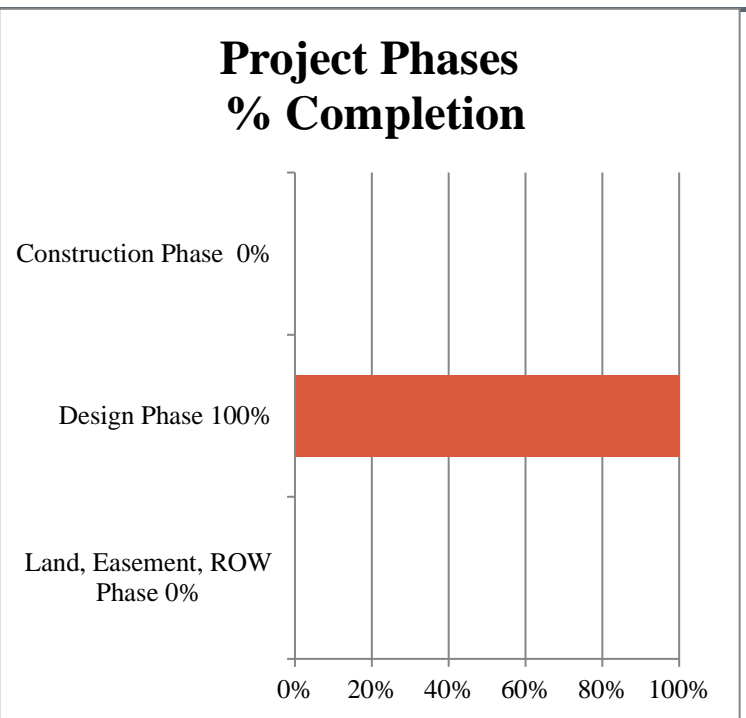 Project Phases
% Completion
Construction Phase 0%
Design Phase 100%
Land, Easement, ROW
Phase 0%
0% 20% 40% 60% 80% 100%